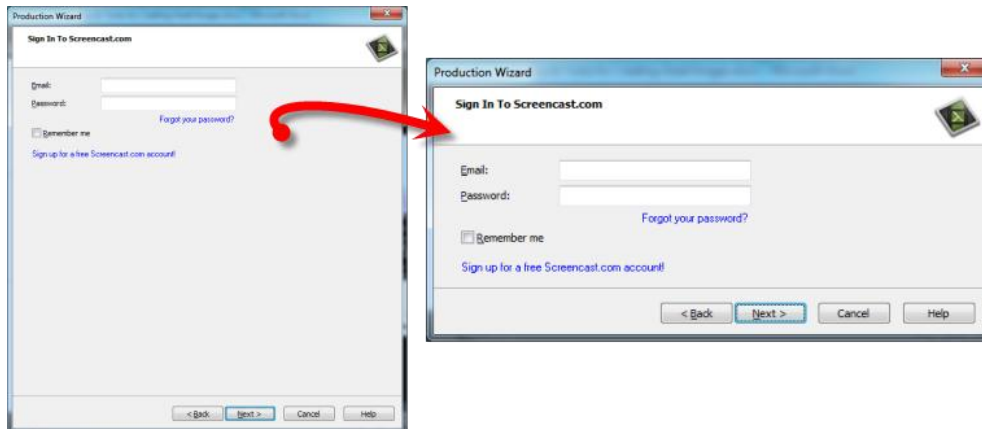 Production Wizard
Sign In To Screencast.com
Email:
Password:
Forgot your password?
Remember me
Sign up for a free Screencast.com account!
< Back Next > Cancel Help
Production Wizard
Sign In To Screencast.com
Email:
Password:
Forgot your password?
Remember me
Sign up for a free Screencast.com account!
< Back Next > Cancel Help